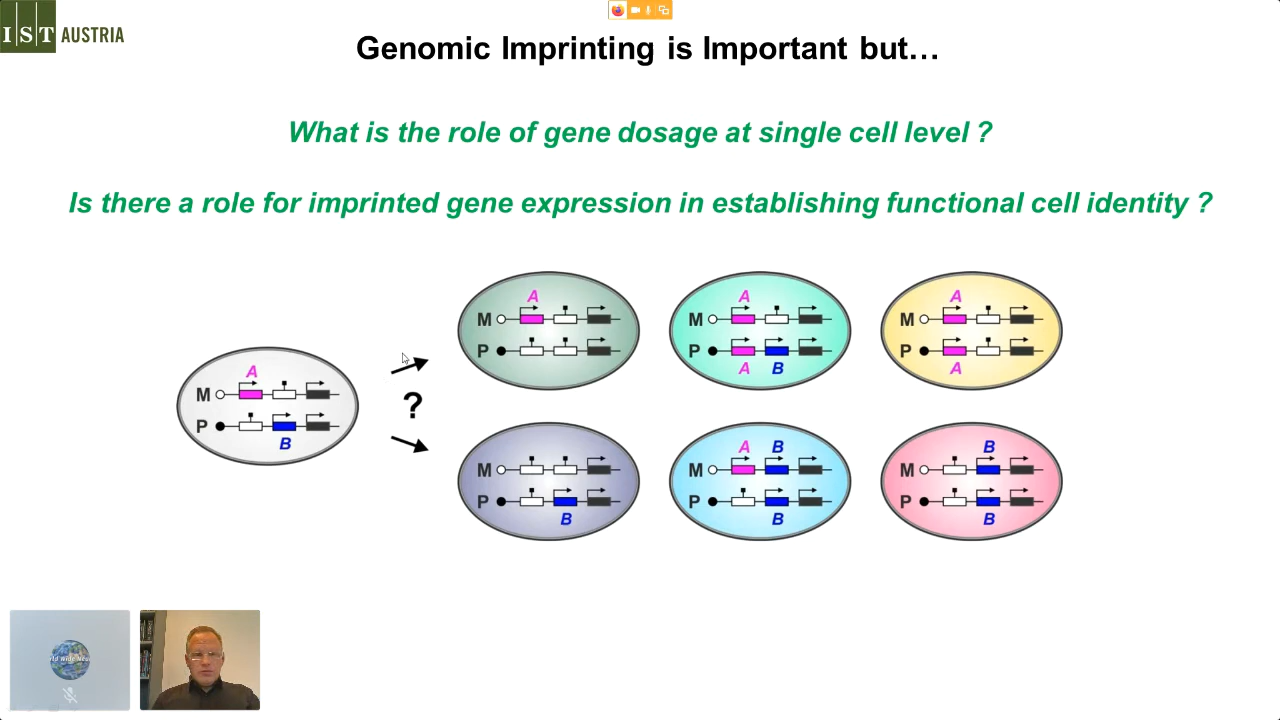 IST AUSTRIA
Genomic Imprinting is Important but…
What is the role of gene dosage at single cell level ?
Is there a role for imprinted gene expression in establishing functional cell identity ?
A
M
P
B
?
A
M
P
A
M
P
A B
A
M
P
A
M
P
B
A B
M
P
B
B
M
P
B